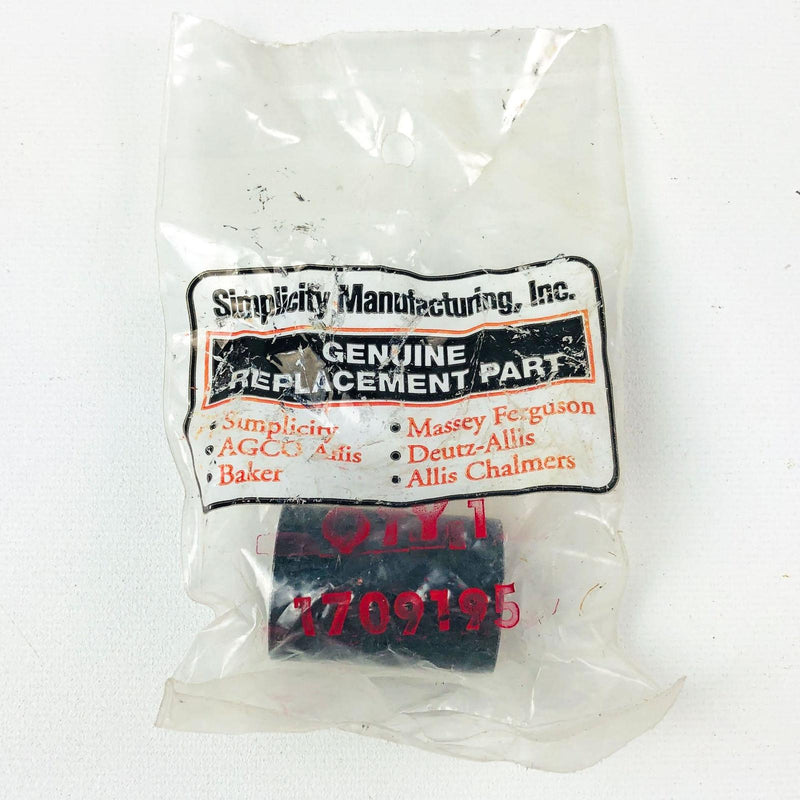 Simplicity Manufacturing, Inc.
GENUINE
REPLACEMENT PART
• Simplicity
• AGCO Allis
• Baker
• Massey Ferguson
• Deutz-Allis
• Allis Chalmers
QTY 1
1709195